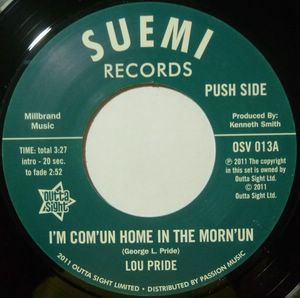 SUEMI
RECORDS
PUSH SIDE
Millbrand
Music
Produced By:
Kenneth Smith
TIME: total 3:27
intro - 20 sec.
to fade 2:52
OSV 013A
℗ 2011 The copyright
in this set is owned by
Outta Sight Ltd.
© 2011
Outta Sight
outta
sight
I'M COM'UN HOME IN THE MORN'UN
(George L. Pride)
LOU PRIDE
2011 OUTTA SIGHT LIMITED • DISTRIBUTED BY PASSION MUSIC